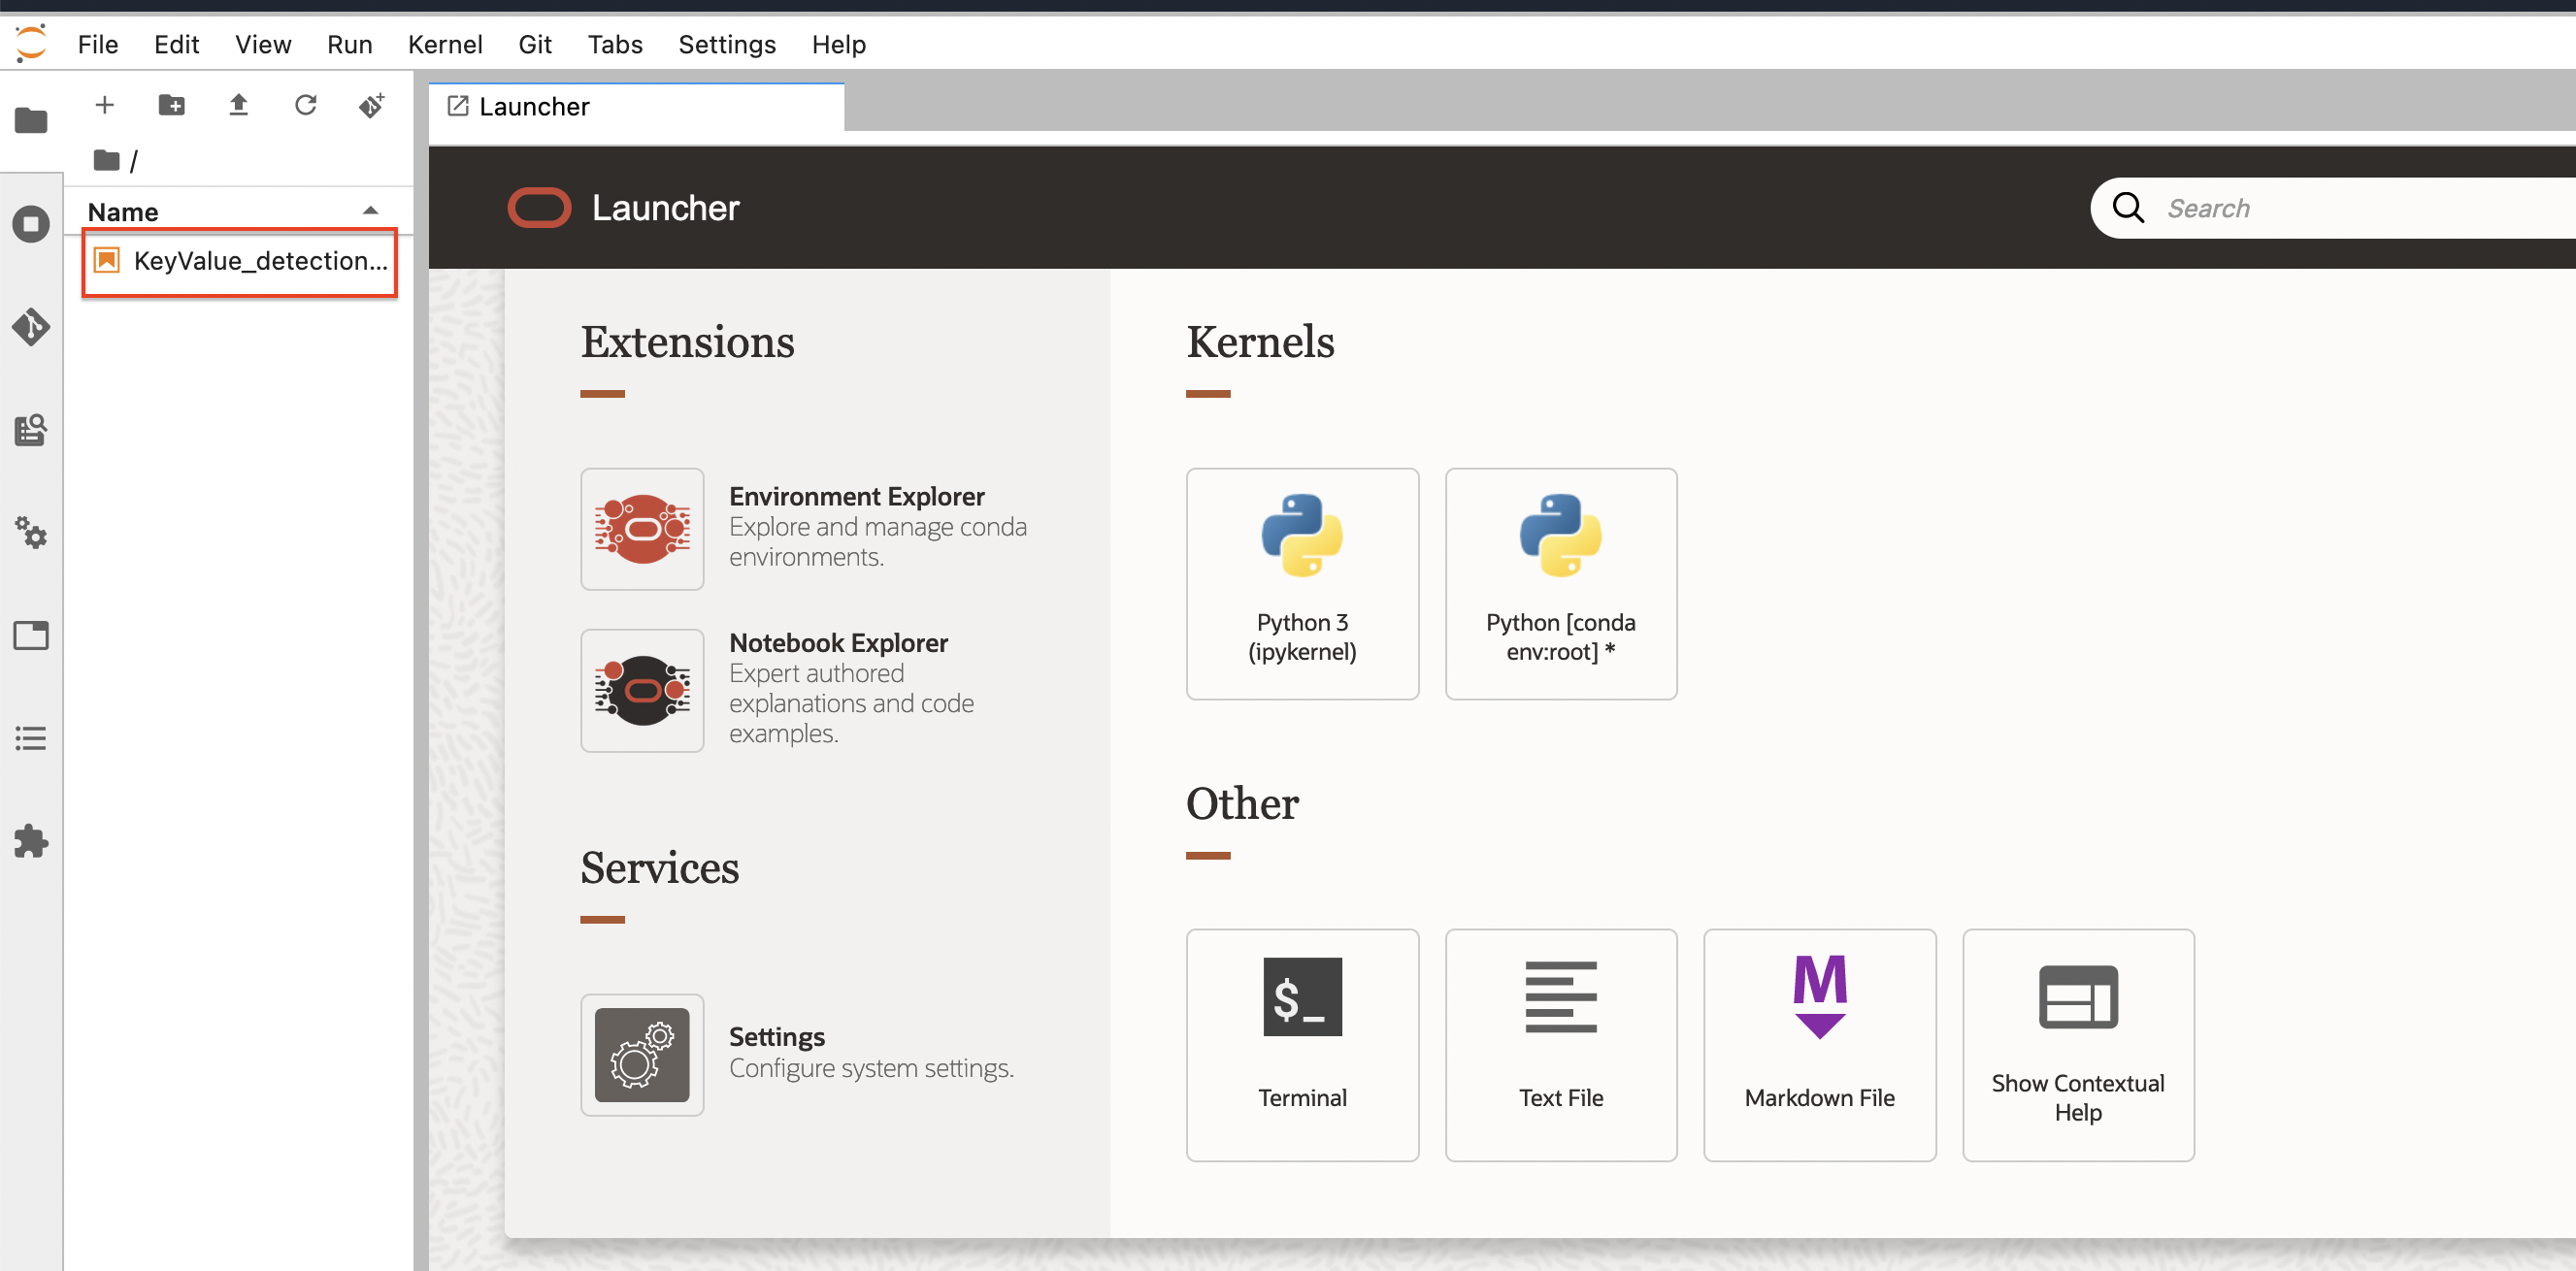 File Edit View Run Kernel Git Tabs Settings Help
Launcher
/
Name
KeyValue_detection...
Launcher
Search
Extensions
Environment Explorer
Explore and manage conda
environments.
Notebook Explorer
Expert authored
explanations and code
examples.
Services
Settings
Configure system settings.
Kernels
Python 3
(ipykernel)
Python [conda
env:root] *
Other
$_
Terminal
Text File
M
Markdown File
Show Contextual
Help